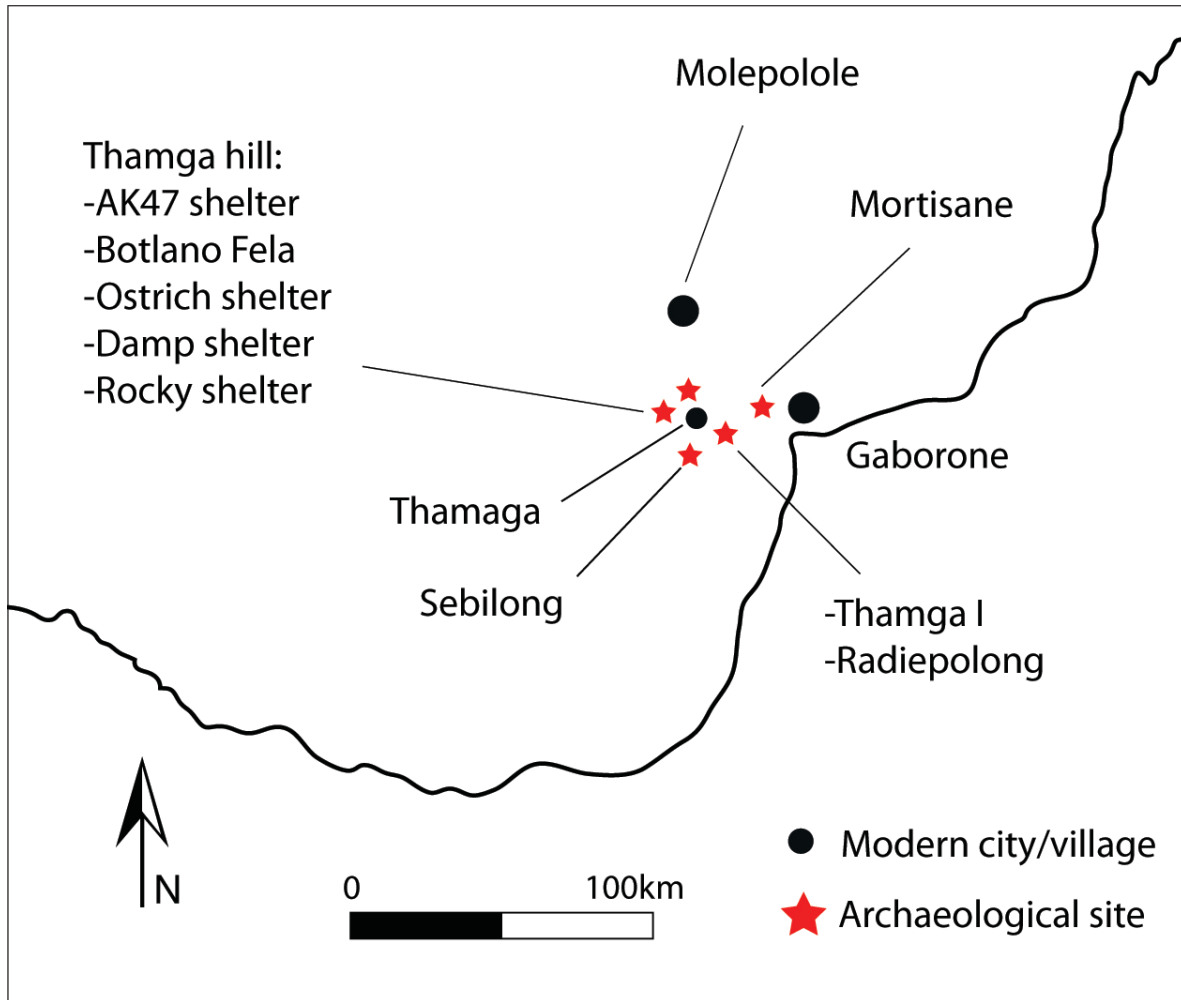 Molepolole
Thamga hill:
-AK47 shelter
-Botlano Fela
-Ostrich shelter
-Damp shelter
-Rocky shelter
Mortisane
Gaborone
Thamaga
Sebilong
-Thamga I
-Radiepolong
N
0 100km
Modern city/village
Archaeological site